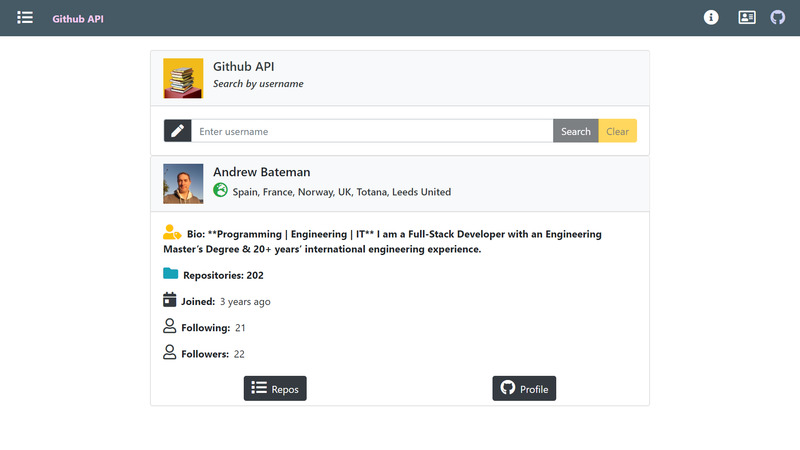 Github API
Github API
Search by username
Enter username
Search
Clear
Andrew Bateman
Spain, France, Norway, UK, Totana, Leeds United
Bio: **Programming | Engineering | IT** I am a Full-Stack Developer with an Engineering
Master's Degree & 20+ years' international engineering experience.
Repositories: 202
Joined: 3 years ago
Following: 21
Followers: 22
Repos
Profile